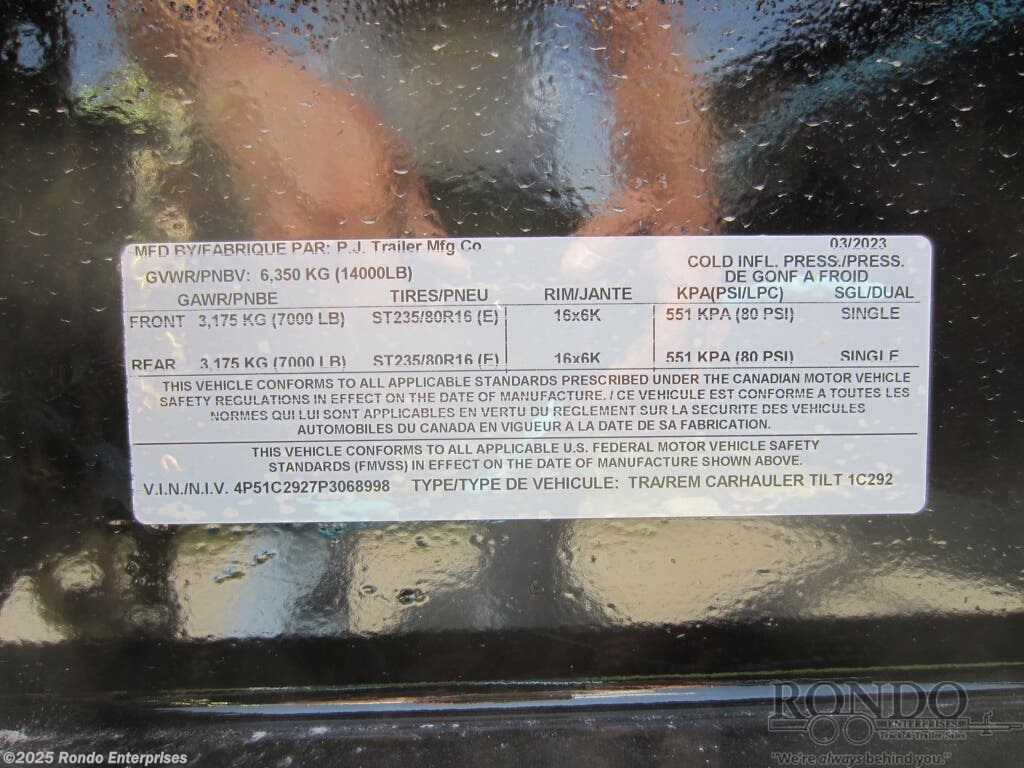 MFD BY/FABRIQUE PAR: P.J. Trailer Mfg Co. 03/2023
GVWR/PNBV: 6,350 KG (14000LB) COLD INFL. PRESS./PRESS.
DE GONF A FROID
GAWR/PNBE TIRES/PNEU RIM/JANTE KPA(PSI/LPC) SGL/DUAL
FRONT 3,175 KG (7000 LB) ST235/80R16 (E) 16x6K 551 KPA (80 PSI) SINGLE
REAR 3,175 KG (7000 LB) ST235/80R16 (E) 16x6K 551 KPA (80 PSI) SINGLE
THIS VEHICLE CONFORMS TO ALL APPLICABLE STANDARDS PRESCRIBED UNDER THE CANADIAN MOTOR VEHICLE
SAFETY REGULATIONS IN EFFECT ON THE DATE OF MANUFACTURE. / CE VEHICULE EST CONFORME A TOUTES LES
NORMES QUI LUI SONT APPLICABLES EN VERTU DU REGLEMENT SUR LA SECURITE DES VEHICULES
AUTOMOBILES DU CANADA EN VIGUEUR A LA DATE DE SA FABRICATION.
THIS VEHICLE CONFORMS TO ALL APPLICABLE U.S. FEDERAL MOTOR VEHICLE SAFETY
STANDARDS (FMVSS) IN EFFECT ON THE DATE OF MANUFACTURE SHOWN ABOVE.
V.I.N./N.I.V. 4P51C2927P3068998 TYPE/TYPE DE VEHICULE: TRA/REM CARHAULER TILT 1C292
RONDO
ENTERPRISES
Truck & Trailer Sales
"We're always behind you."
©2025 Rondo Enterprises